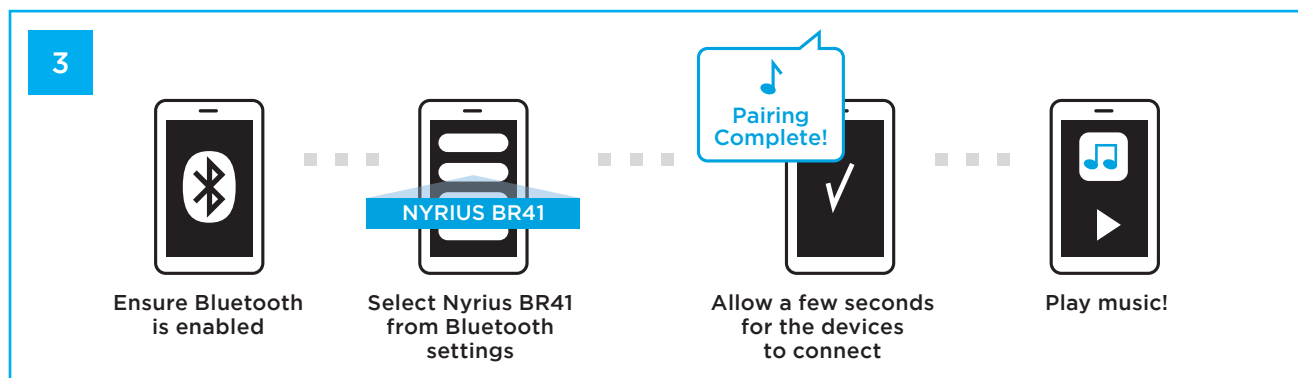 3
Ensure Bluetooth
is enabled
NYRIUS BR41
Select Nyrius BR41
from Bluetooth
settings
Pairing
Complete!
Allow a few seconds
for the devices
to connect
Play music!